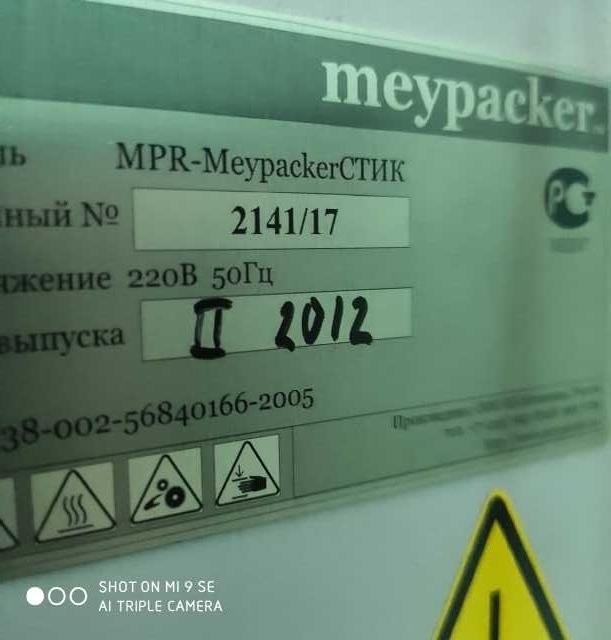 meypacker
ль MPR-MeypackerСТИК
ный № 2141/17
яжение 220В 50Гц
выпуска II 2012
38-002-56840166-2005
SHOT ON MI 9 SE
AI TRIPLE CAMERA